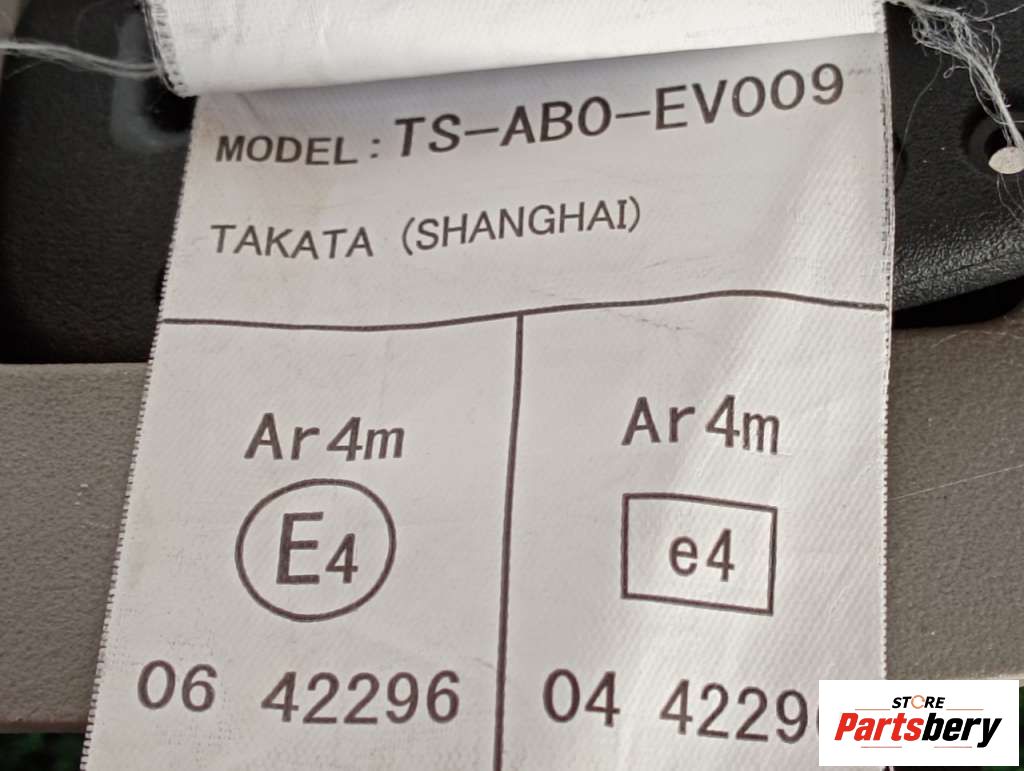 MODEL : TS-AB0-EV009
TAKATA (SHANGHAI)
Ar4m Ar4m
E4 e4
06 42296 04 4229
STORE
Partsbery